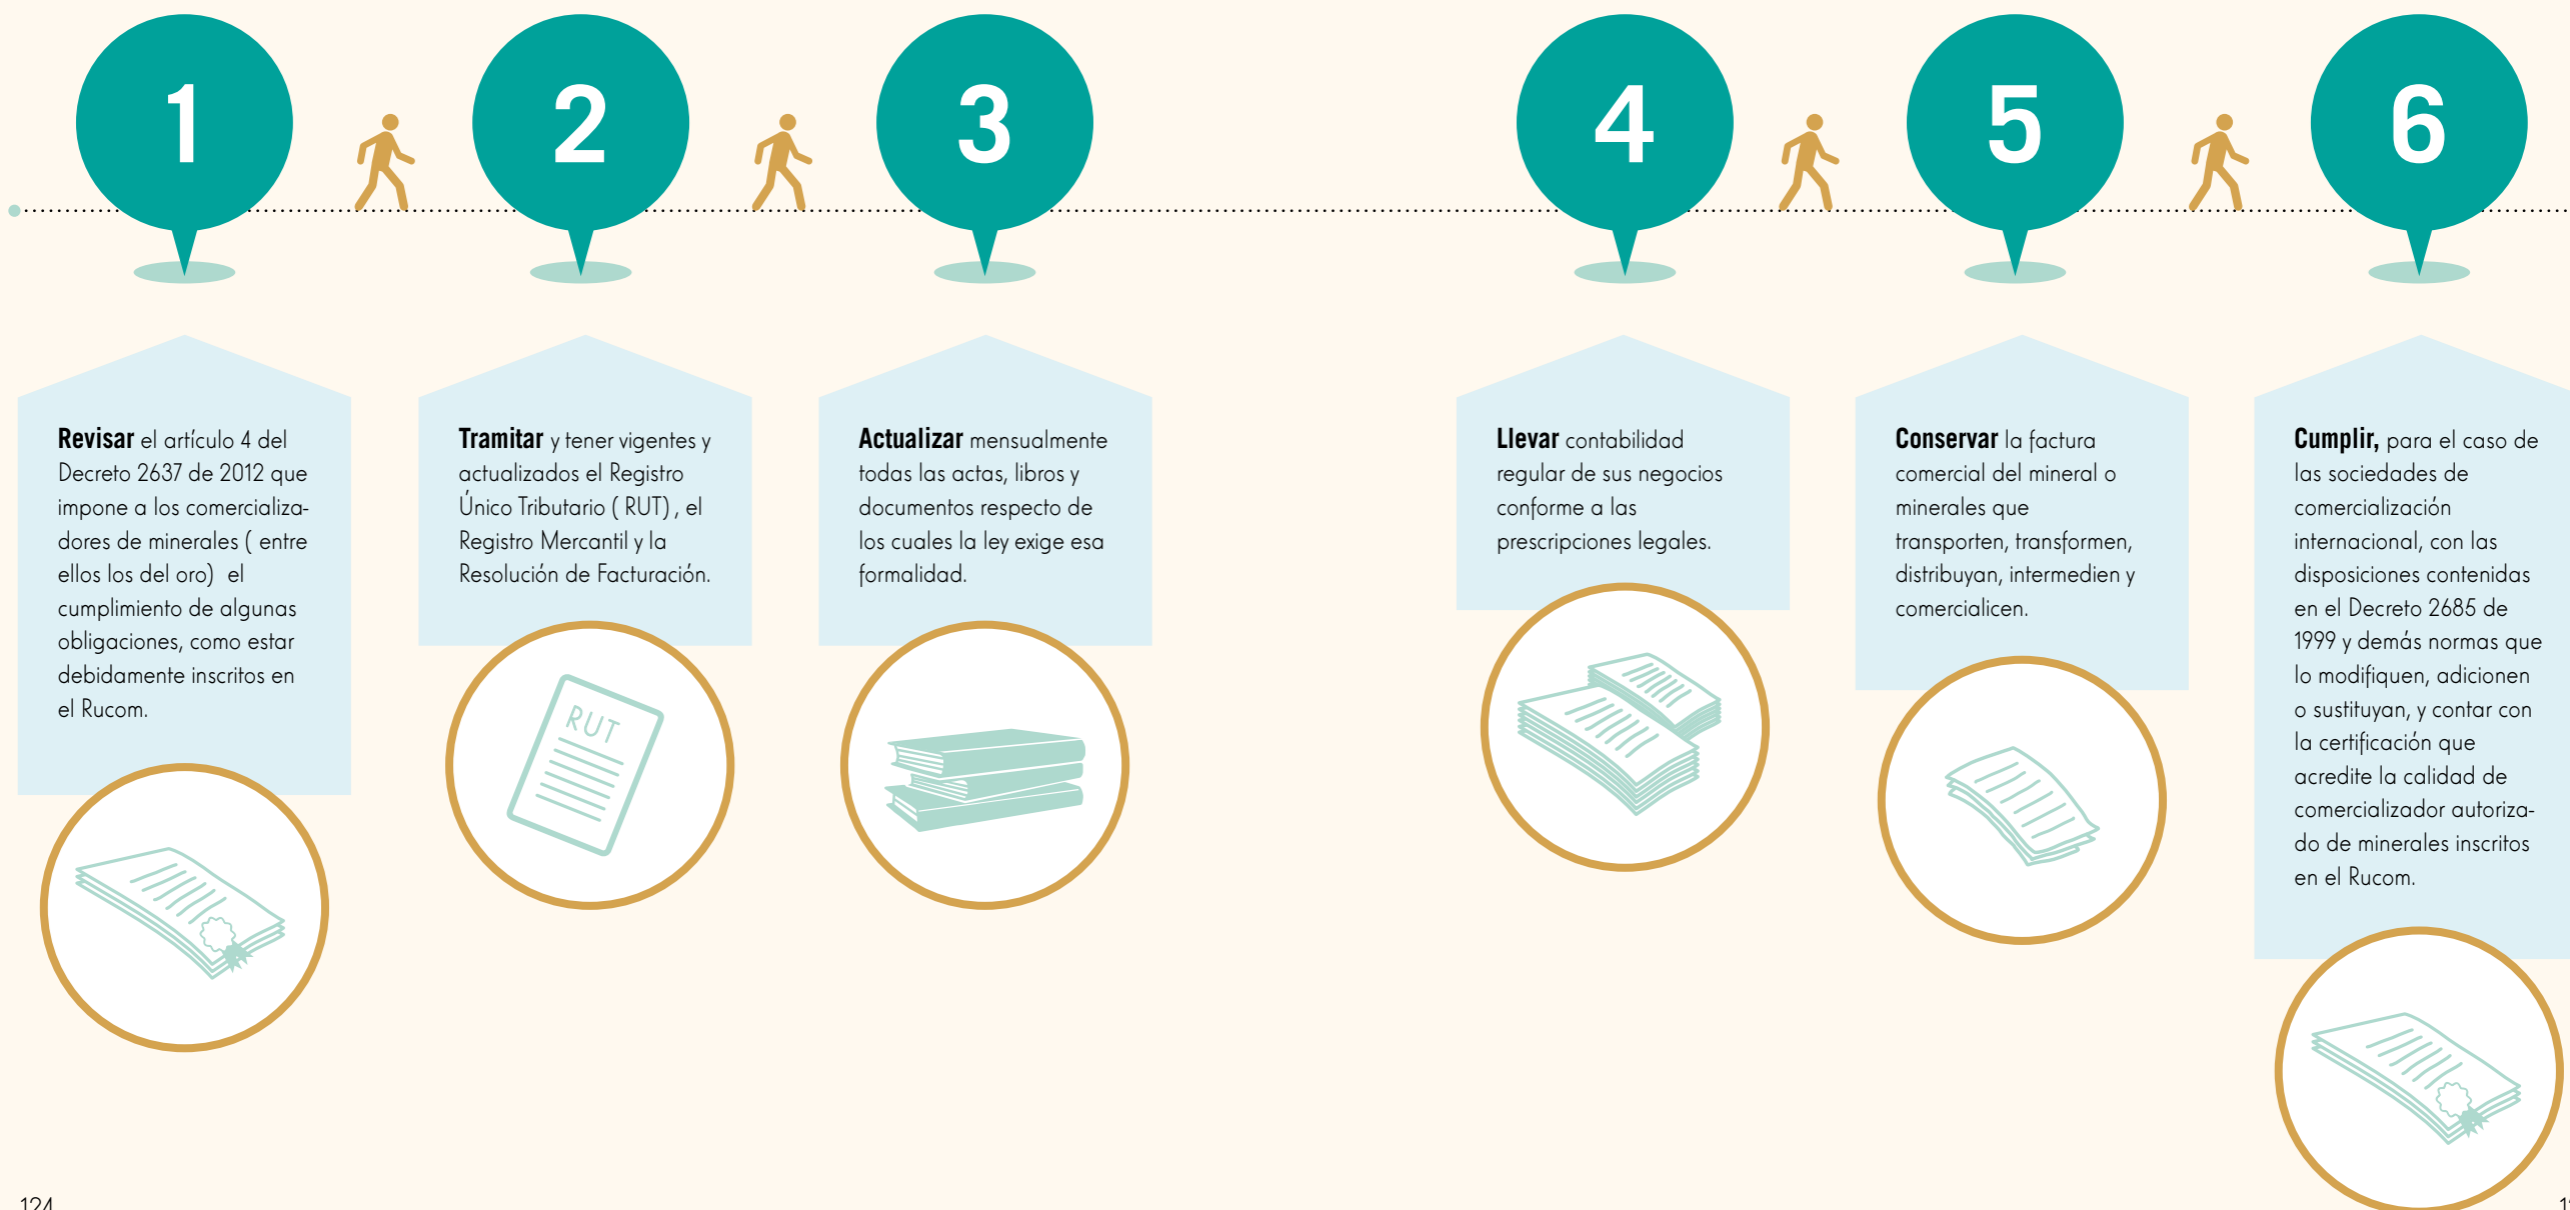 1
2
3
4
5
6
Revisar el artículo 4 del
Decreto 2637 de 2012 que
impone a los comercializa-
dores de minerales ( entre
ellos los del oro) el
cumplimiento de algunas
obligaciones, como estar
debidamente inscritos en
el Rucom.
Tramitar y tener vigentes y
actualizados el Registro
Único Tributario ( RUT) , el
Registro Mercantil y la
Resolución de Facturación.
RUT
Actualizar mensualmente
todas las actas, libros y
documentos respecto de
los cuales la ley exige esa
formalidad.
Llevar contabilidad
regular de sus negocios
conforme a las
prescripciones legales.
Conservar la factura
comercial del mineral o
minerales que
transporten, transformen,
distribuyan, intermedien y
comercialicen.
Cumplir, para el caso de
las sociedades de
comercialización
internacional, con las
disposiciones contenidas
en el Decreto 2685 de
1999 y demás normas que
lo modifiquen, adicionen
o sustituyan, y contar con
la certificación que
acredite la calidad de
comercializador autoriza-
do de minerales inscritos
en el Rucom.
124